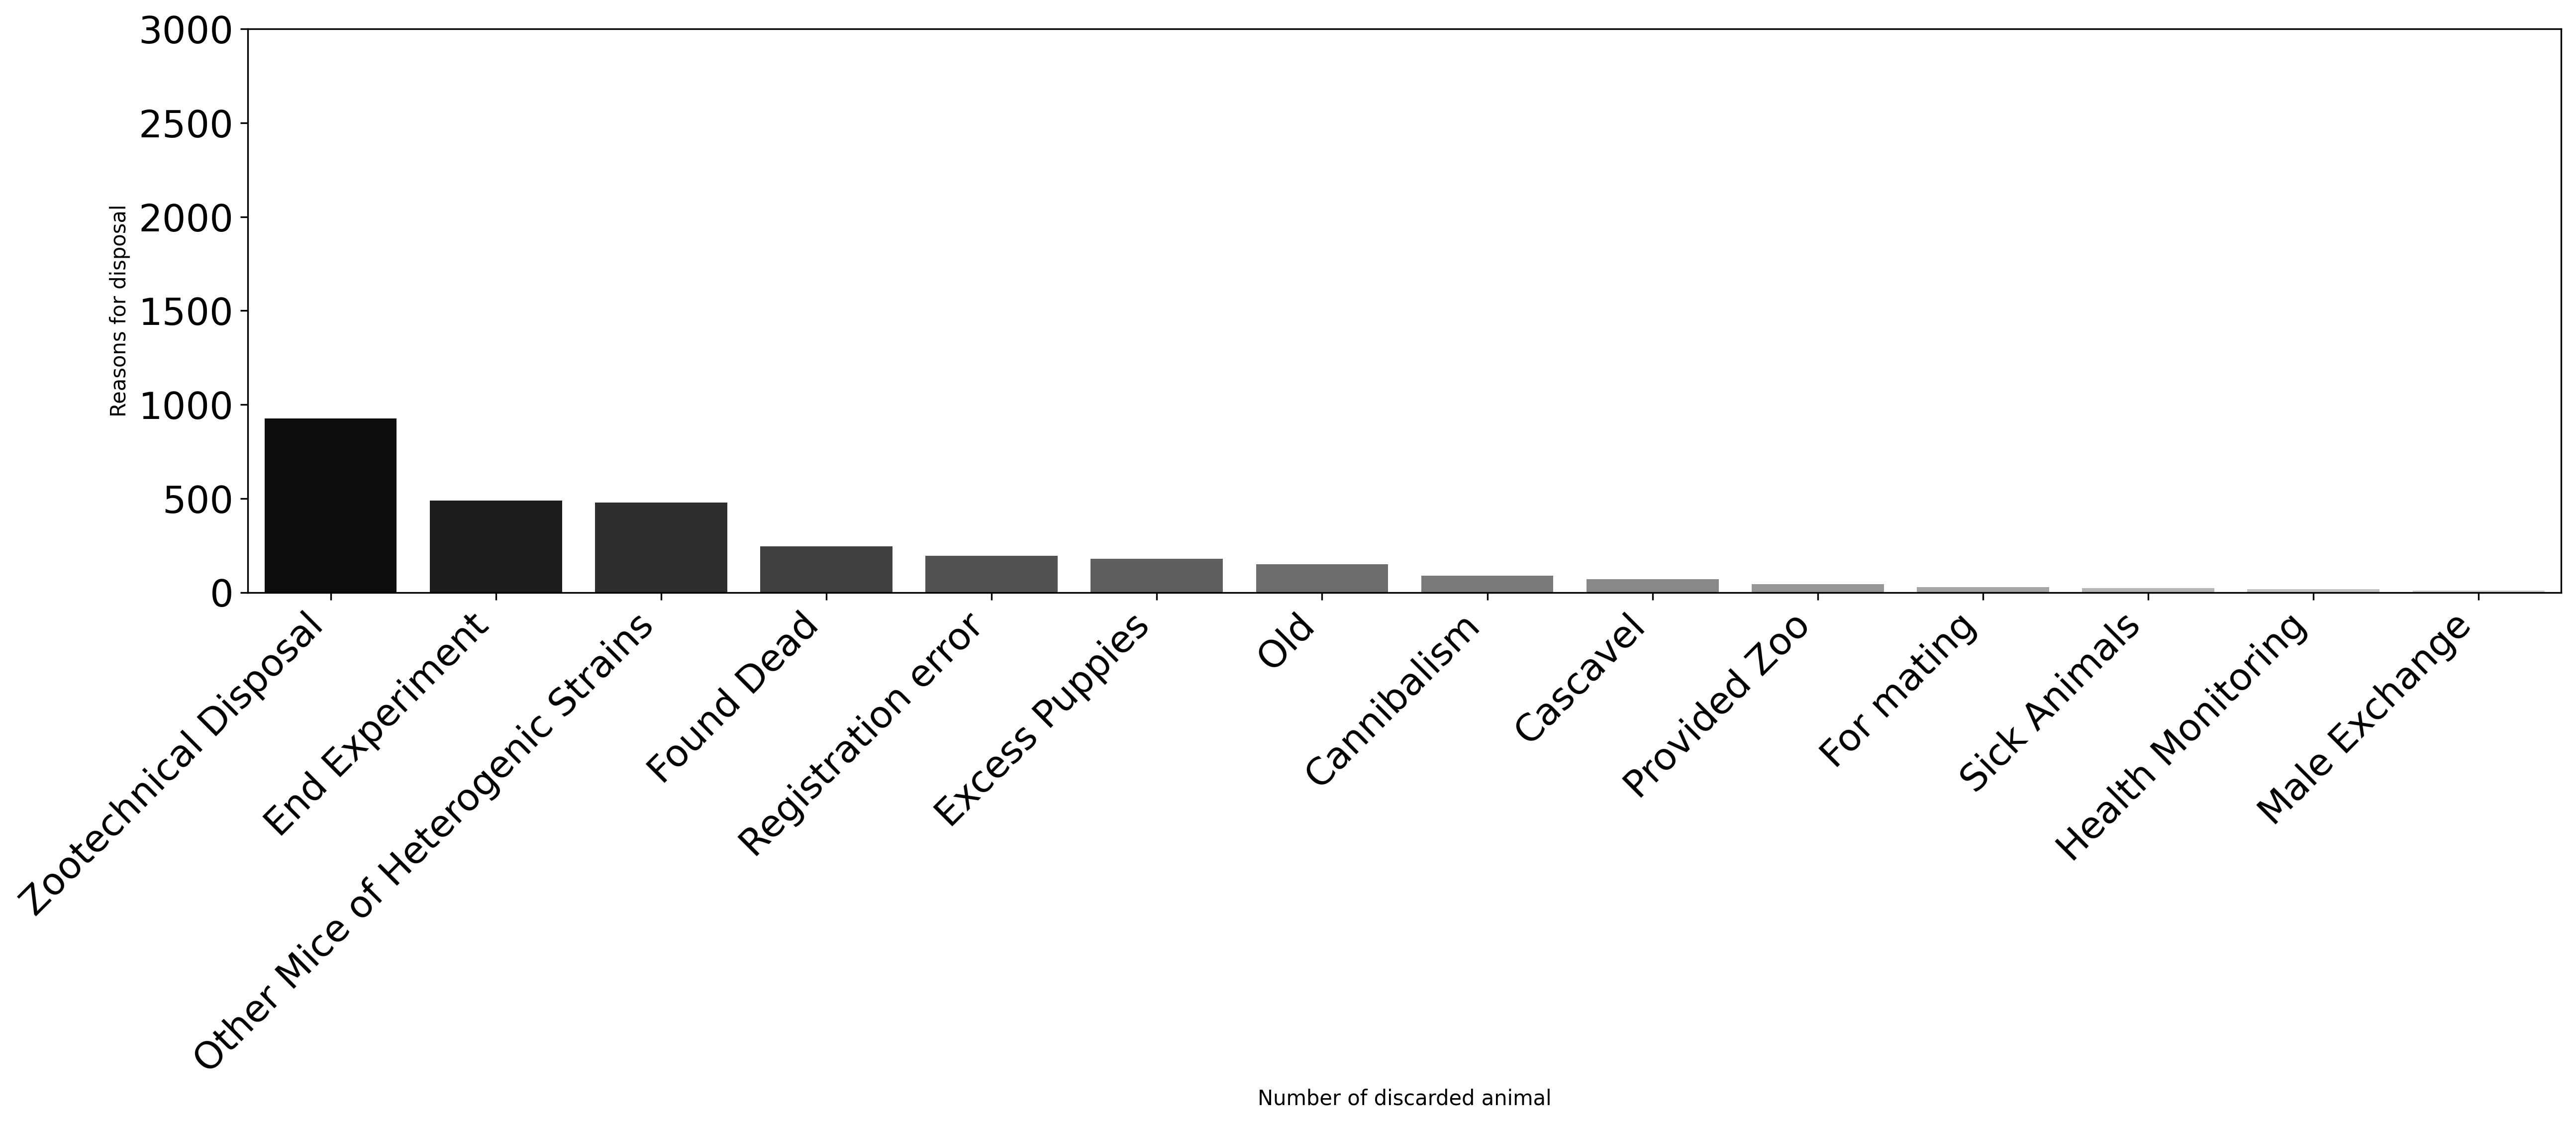 3000
2500
2000
1500
1000
500
0
Reasons for disposal
Zootechnical Disposal
End Experiment
Other Mice of Heterogenic Strains
Found Dead
Registration error
Excess Puppies
Old
Cannibalism
Cascavel
Provided Zoo
For mating
Sick Animals
Health Monitoring
Male Exchange
Number of discarded animal